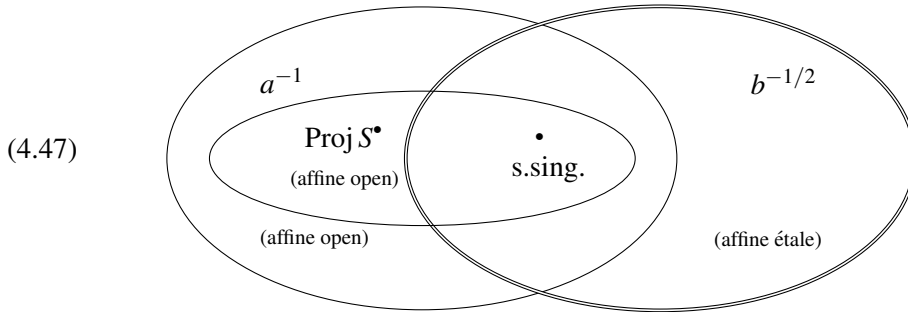 a⁻¹
b⁻¹/²
(4.47)
Proj S•
•
(affine open)
s.sing.
(affine open)
(affine étale)